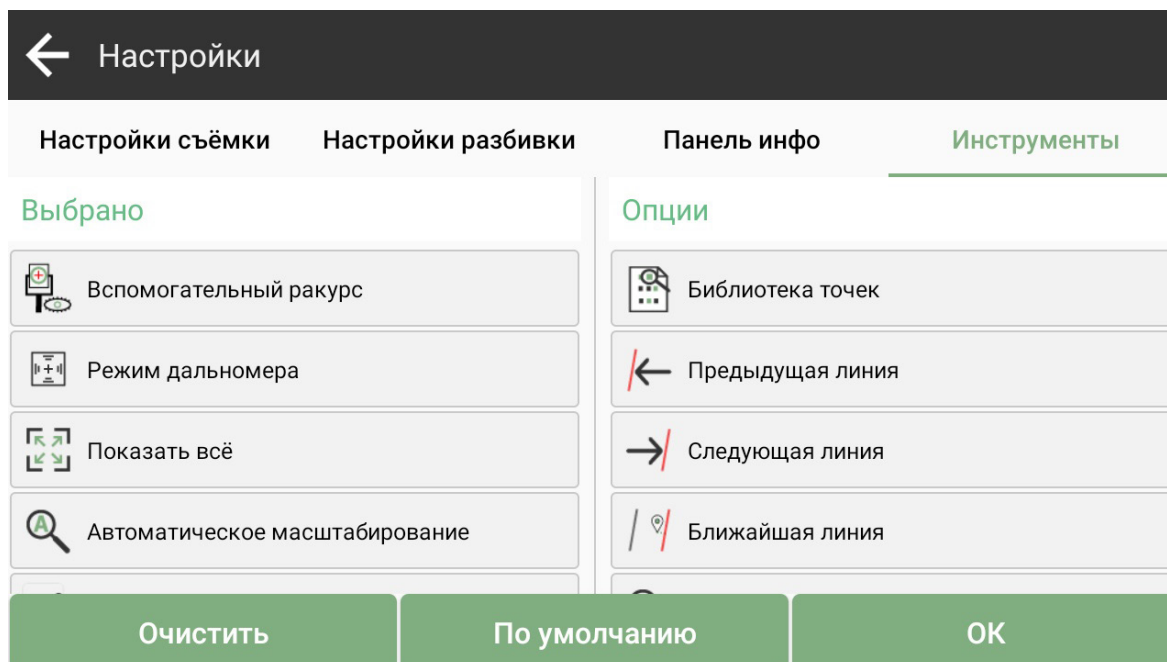 Настройки
Настройки съёмки
Настройки разбивки
Панель инфо
Инструменты
Выбрано
Вспомогательный ракурс
Режим дальномера
Показать всё
Автоматическое масштабирование
Опции
Библиотека точек
Предыдущая линия
Следующая линия
Ближайшая линия
Очистить
По умолчанию
ОК